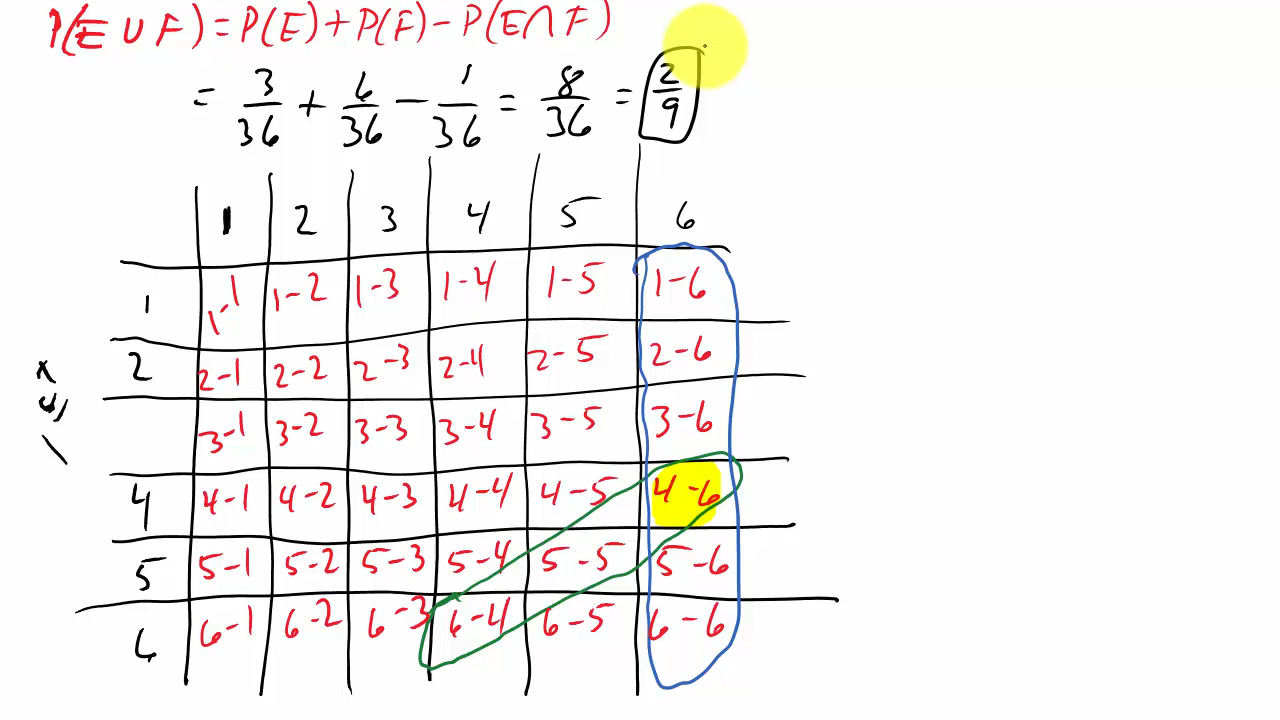 P(E ∪ F) = P(E) + P(F) - P(E ∩ F)
= 3/36 + 6/36 - 1/36 = 8/36 = 2/9
1 2 3 4 5 6
1 1-1 1-2 1-3 1-4 1-5 1-6
2 2-1 2-2 2-3 2-4 2-5 2-6
3-1 3-2 3-3 3-4 3-5 3-6
4 4-1 4-2 4-3 4-4 4-5 4-6
5 5-1 5-2 5-3 5-4 5-5 5-6
6 6-1 6-2 6-3 6-4 6-5 6-6